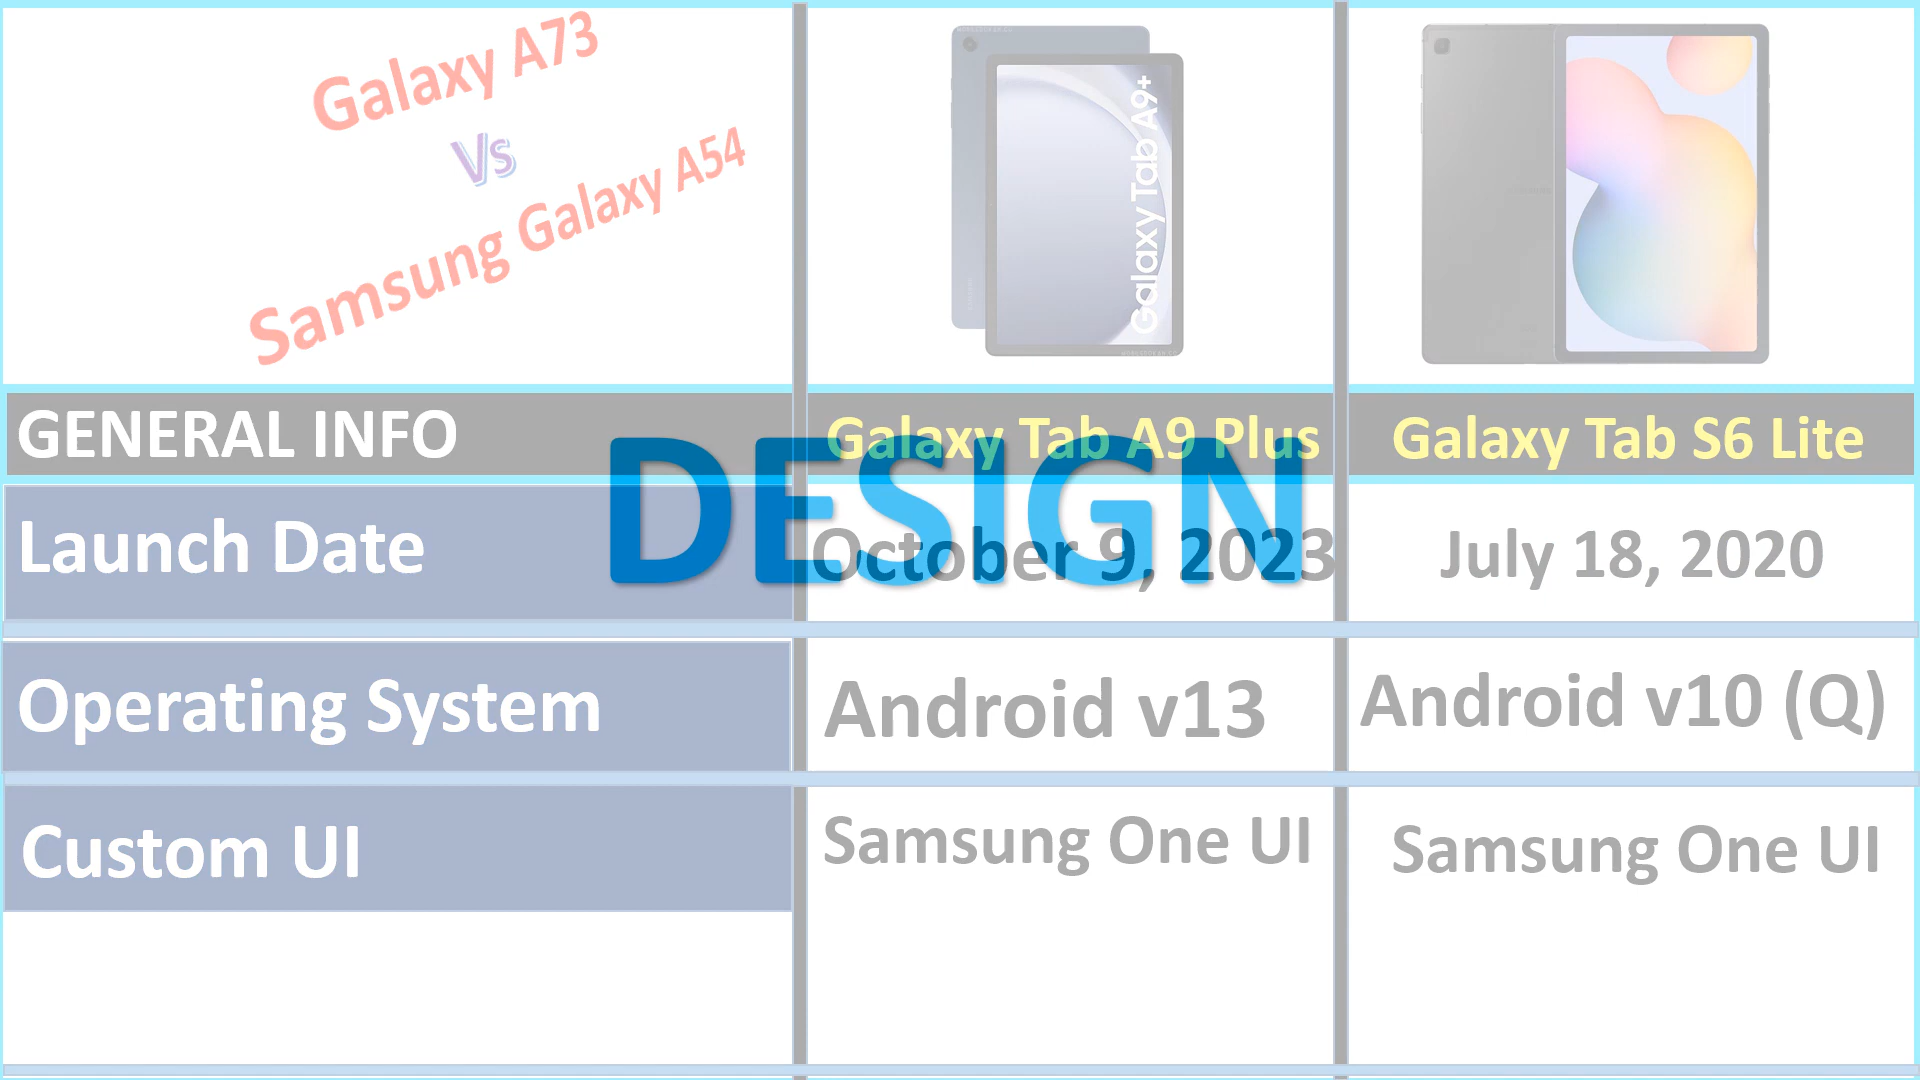 Galaxy A73
Vs
Samsung Galaxy A54
Galaxy Tab A9+
GENERAL INFO
Galaxy Tab A9 Plus
Galaxy Tab S6 Lite
DESIGN
Launch Date
October 9, 2023
July 18, 2020
Operating System
Android v13
Android v10 (Q)
Custom UI
Samsung One UI
Samsung One UI